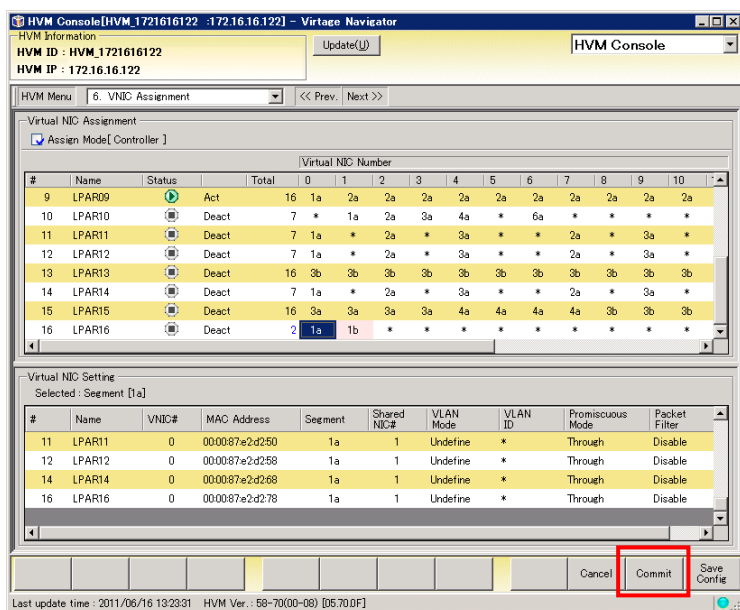 HVM Console[HVM_1721616122 :172.16.16.122] - Virtage Navigator
HVM Information
HVM ID : HVM_1721616122
HVM IP : 172.16.16.122
Update(U)
HVM Console
HVM Menu 6. VNIC Assignment << Prev. Next >>
Virtual NIC Assignment
Assign Mode[ Controller ]
Virtual NIC Number
# Name Status Total 0 1 2 3 4 5 6 7 8 9 10
9 LPAR09 Act 16 1a 2a 2a 2a 2a 2a 2a 2a 2a 2a 2a
10 LPAR10 Deact 7 * 1a 2a 3a 4a * 6a * * * *
11 LPAR11 Deact 7 1a * 2a * 3a * * 2a * 3a *
12 LPAR12 Deact 7 1a * 2a * 3a * * 2a * 3a *
13 LPAR13 Deact 16 3b 3b 3b 3b 3b 3b 3b 3b 3b 3b 3b
14 LPAR14 Deact 7 1a * 2a * 3a * * 2a * 3a *
15 LPAR15 Deact 16 3a 3a 3a 3a 4a 4a 4a 4a 3b 3b 3b
16 LPAR16 Deact 2 1a 1b * * * * * * * * *
Virtual NIC Setting
Selected : Segment [1a]
# Name VNIC# MAC Address Segment Shared NIC# VLAN Mode VLAN ID Promiscuous Mode Packet Filter
11 LPAR11 0 00:00:87:e2:d2:50 1a 1 Undefine * Through Disable
12 LPAR12 0 00:00:87:e2:d2:58 1a 1 Undefine * Through Disable
14 LPAR14 0 00:00:87:e2:d2:68 1a 1 Undefine * Through Disable
16 LPAR16 0 00:00:87:e2:d2:78 1a 1 Undefine * Through Disable
Cancel Commit Save Config
Last update time : 2011/06/16 13:23:31 HVM Ver. : 58-70(00-08) [05.70.0F]